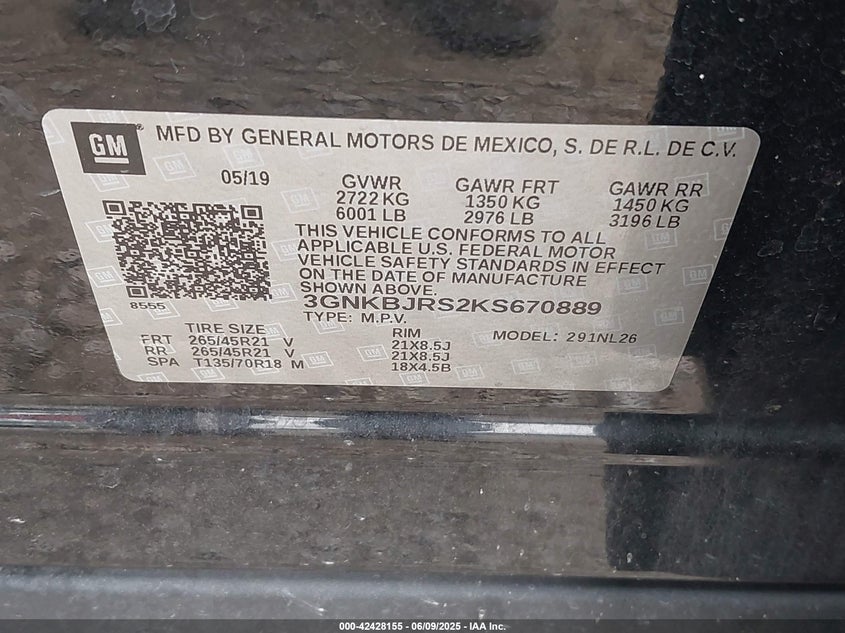 GM
MFD BY GENERAL MOTORS DE MEXICO, S. DE R.L. DE C.V.
05/19
GVWR
2722 KG
6001 LB
GAWR FRT
1350 KG
2976 LB
GAWR RR
1450 KG
3196 LB
THIS VEHICLE CONFORMS TO ALL
APPLICABLE U.S. FEDERAL MOTOR
VEHICLE SAFETY STANDARDS IN EFFECT
ON THE DATE OF MANUFACTURE
SHOWN ABOVE.
8555
3GNKBJRS2KS670889
TYPE: M.P.V.
MODEL: 291NL26
TIRE SIZE RIM
FRT 265/45R21 V 21X8.5J
RR 265/45R21 V 21X8.5J
SPA T135/70R18 M 18X4.5B
000-42428155 - 06/09/2025 - IAA Inc.